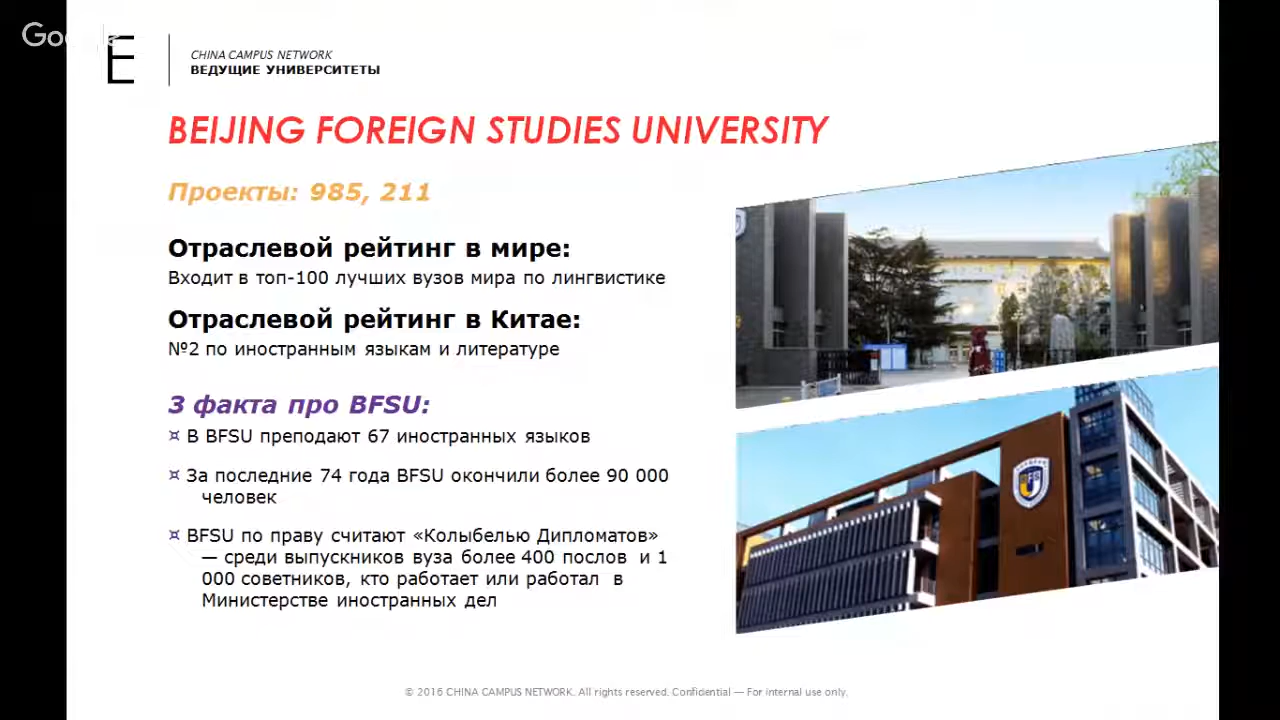 Google
E
CHINA CAMPUS NETWORK
ВЕДУЩИЕ УНИВЕРСИТЕТЫ
BEIJING FOREIGN STUDIES UNIVERSITY
Проекты: 985, 211
Отраслевой рейтинг в мире:
Входит в топ-100 лучших вузов мира по лингвистике
Отраслевой рейтинг в Китае:
№2 по иностранным языкам и литературе
3 факта про BFSU:
¤ В BFSU преподают 67 иностранных языков
¤ За последние 74 года BFSU окончили более 90 000
человек
¤ BFSU по праву считают «Колыбелью Дипломатов»
— среди выпускников вуза более 400 послов и 1
000 советников, кто работает или работал в
Министерстве иностранных дел
© 2016 CHINA CAMPUS NETWORK. All rights reserved. Confidential — For internal use only.